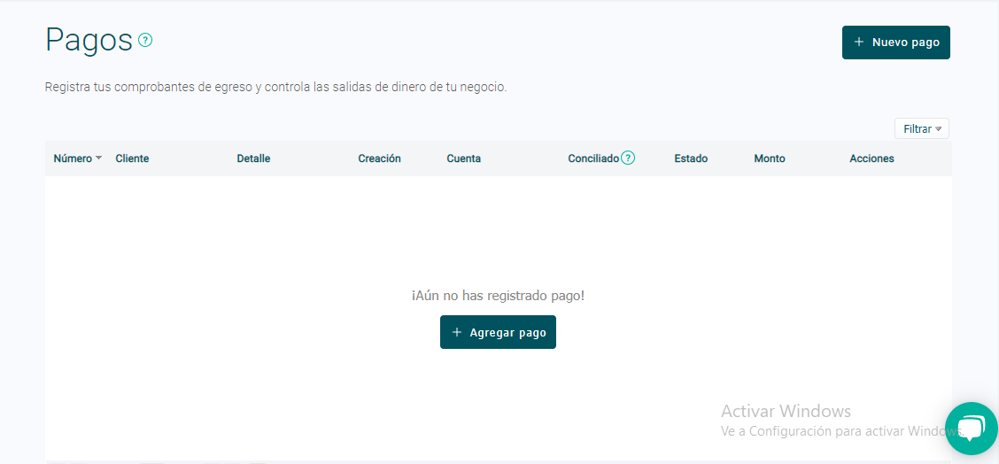 Pagos ?
+ Nuevo pago
Registra tus comprobantes de egreso y controla las salidas de dinero de tu negocio.
Filtrar
Número Cliente Detalle Creación Cuenta Conciliado ? Estado Monto Acciones
¡Aún no has registrado pago!
+ Agregar pago
Activar Windows
Ve a Configuración para activar Windows.